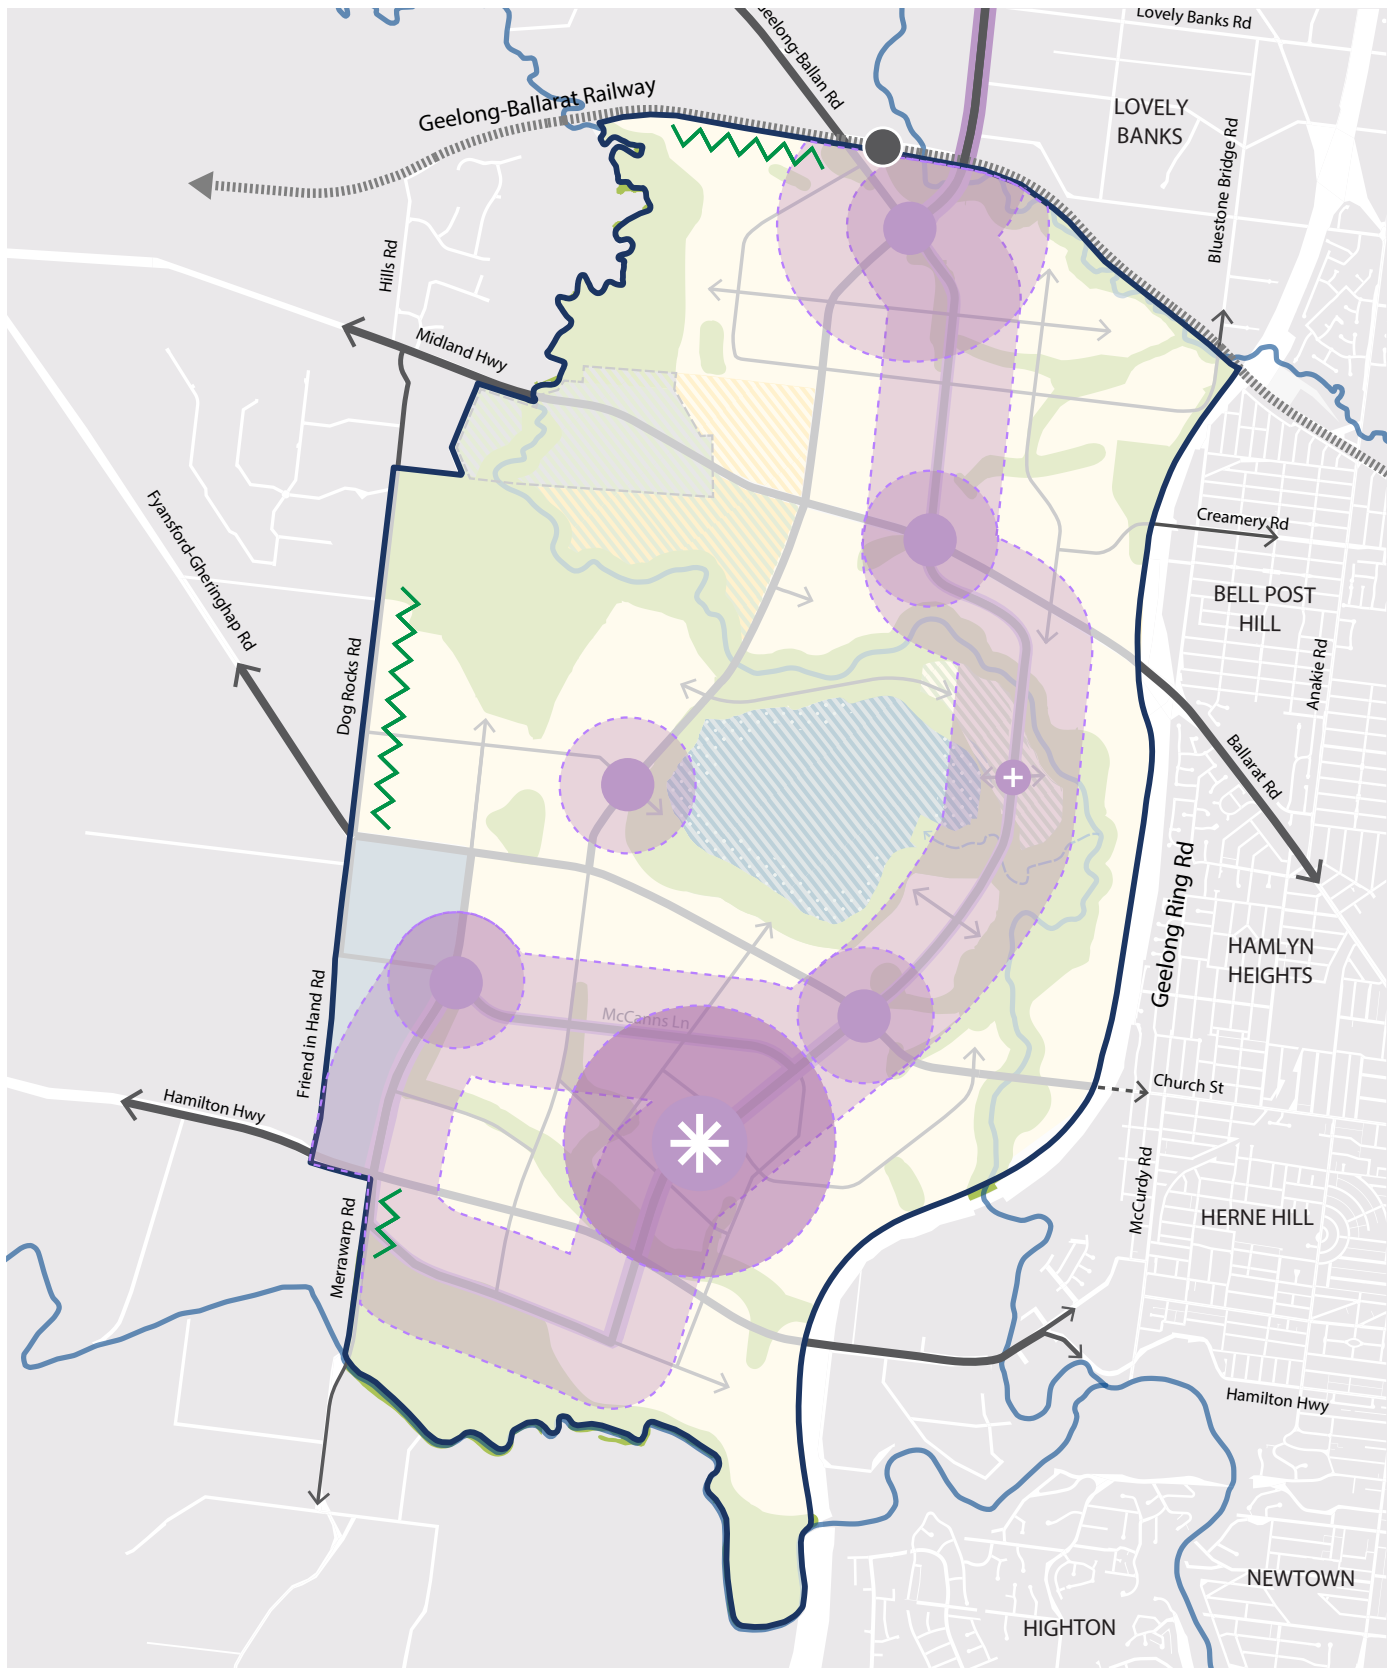 Lovely Banks Rd
Geelong-Ballan Rd
Geelong-Ballarat Railway
LOVELY
BANKS
Bluestone Bridge Rd
Hills Rd
Midland Hwy
Fyansford-Gheringhap Rd
Creamery Rd
BELL POST
HILL
Anakie Rd
Dog Rocks Rd
Ballarat Rd
Geelong Ring Rd
HAMLYN
HEIGHTS
Friend in Hand Rd
McCanns Ln
Hamilton Hwy
Church St
McCurdy Rd
HERNE HILL
Merrawarp Rd
Hamilton Hwy
NEWTOWN
HIGHTON